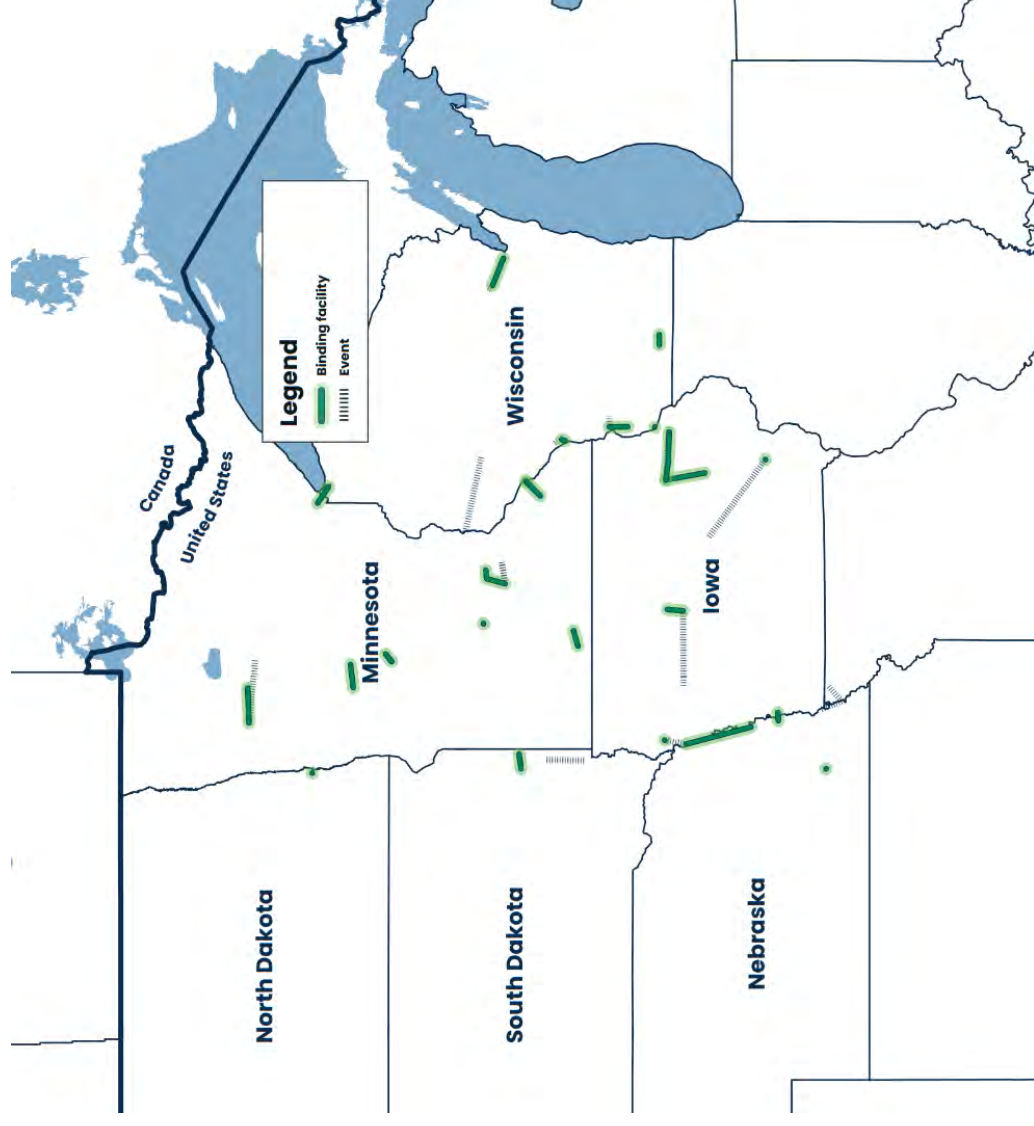 Canada
United States
Legend
Binding facility
Event
North Dakota
Minnesota
Wisconsin
South Dakota
Iowa
Nebraska